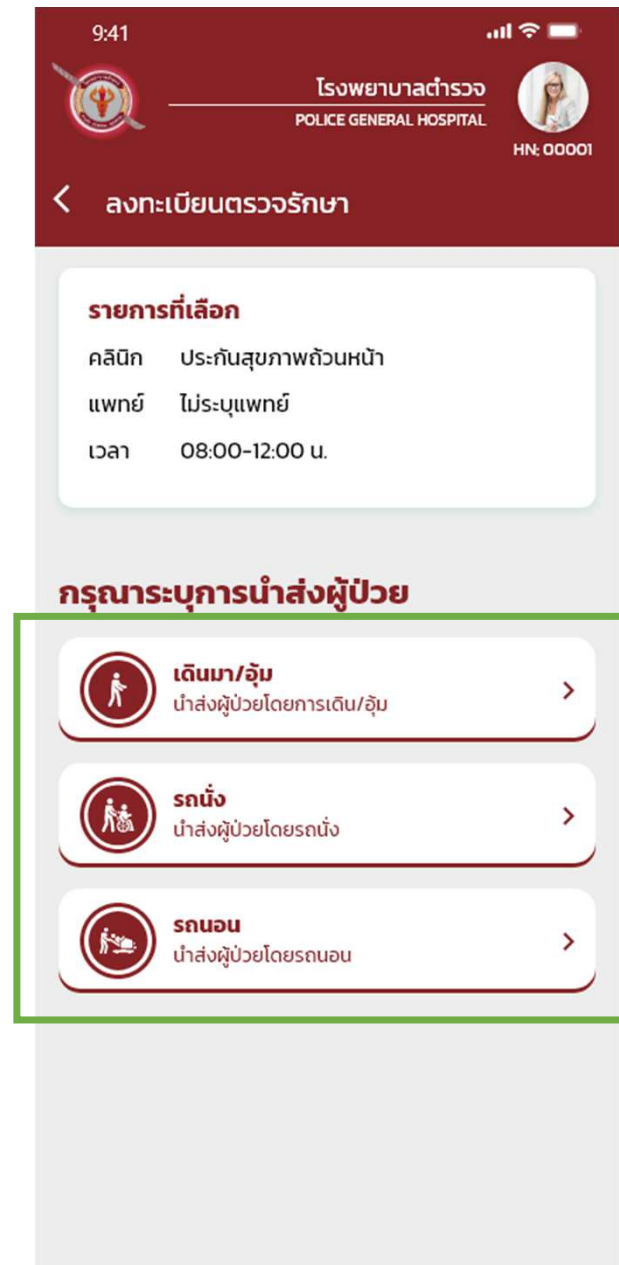 9:41
โรงพยาบาลตำรวจ
POLICE GENERAL HOSPITAL
HN; 00001
ลงทะเบียนตรวจรักษา
รายการที่เลือก
คลินิก ประกันสุขภาพถ้วนหน้า
แพทย์ ไม่ระบุแพทย์
เวลา 08:00-12:00 น.
กรุณาระบุการนำส่งผู้ป่วย
เดินมา/อุ้ม
นำส่งผู้ป่วยโดยการเดิน/อุ้ม
รถนั่ง
นำส่งผู้ป่วยโดยรถนั่ง
รถนอน
นำส่งผู้ป่วยโดยรถนอน